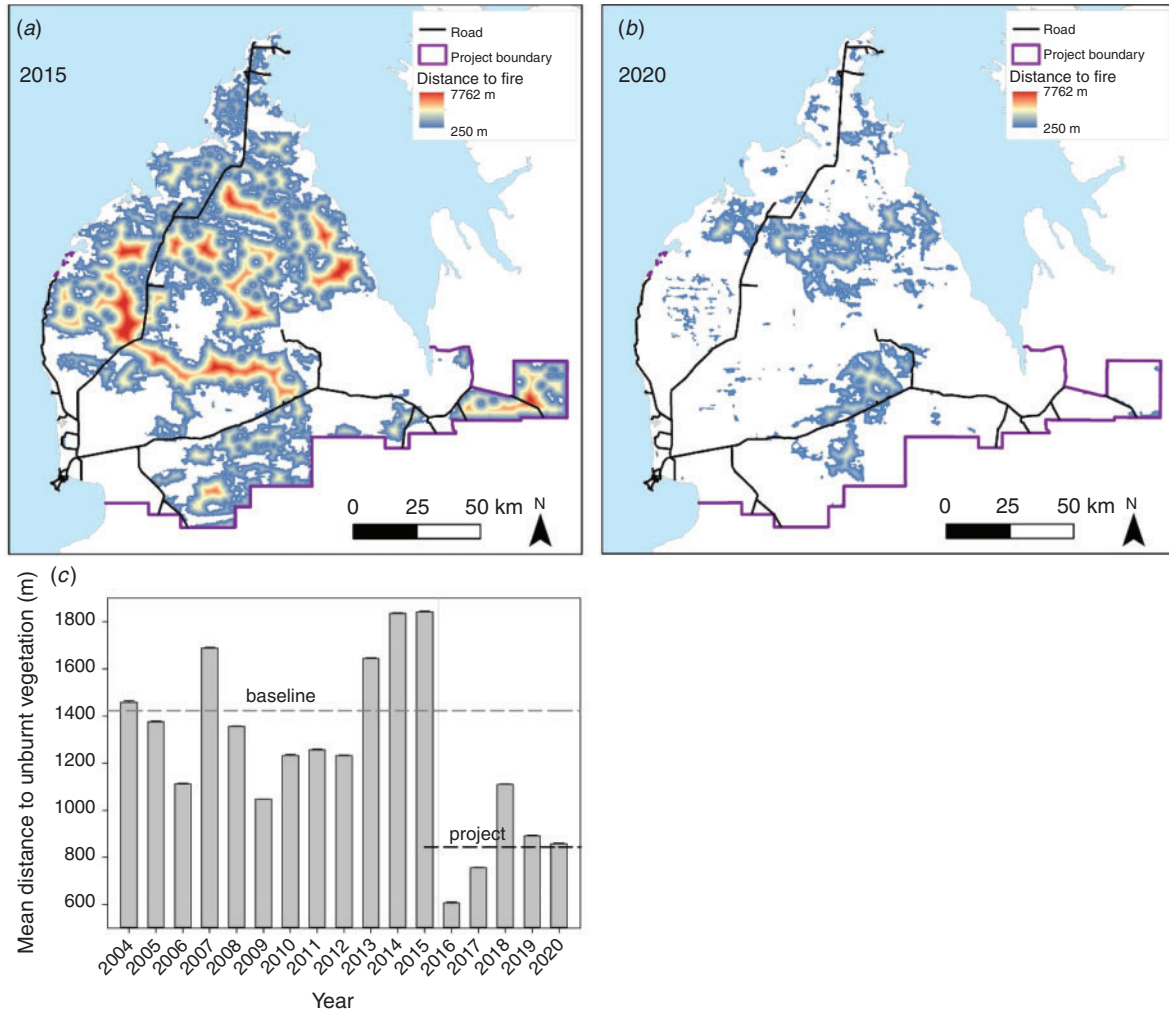 (a)
2015
Road
Project boundary
Distance to fire
7762 m
250 m
0 25 50 km
N
(b)
2020
Road
Project boundary
Distance to fire
7762 m
250 m
0 25 50 km
N
(c)
Mean distance to unburnt vegetation (m)
1800
1600
1400
1200
1000
800
600
baseline
project
2004 2005 2006 2007 2008 2009 2010 2011 2012 2013 2014 2015 2016 2017 2018 2019 2020
Year